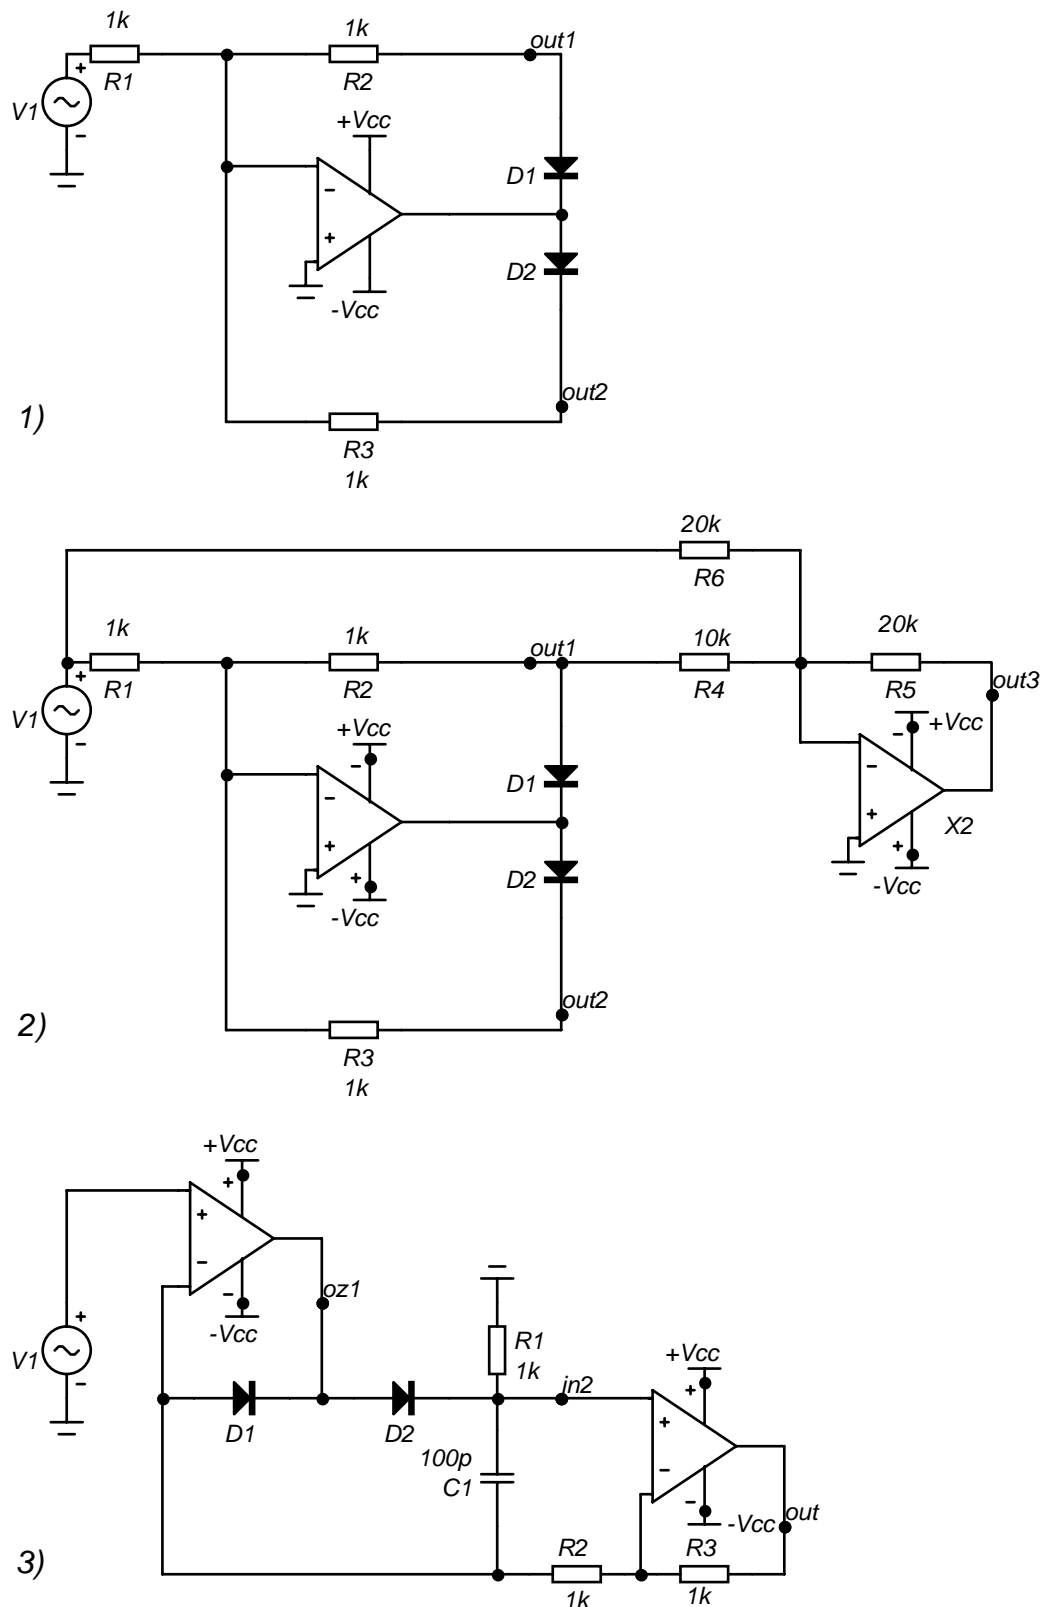 1k
1k
out1
R1
R2
V1
+
-
+Vcc
-
+
-Vcc
D1
D2
out2
R3
1k
1)
20k
R6
1k
1k
out1
10k
20k
+
R1
R2
R4
R5
out3
V1
-
+Vcc
-
-
+
+
-Vcc
D1
D2
-
+Vcc
-
+
X2
+
-Vcc
out2
R3
1k
2)
+Vcc
+
+
-
oz1
-
-Vcc
+
V1
-
R1
1k
in2
+Vcc
+
D1
D2
+
100p
C1
-
-
-Vcc
out
R2
R3
1k
1k
3)